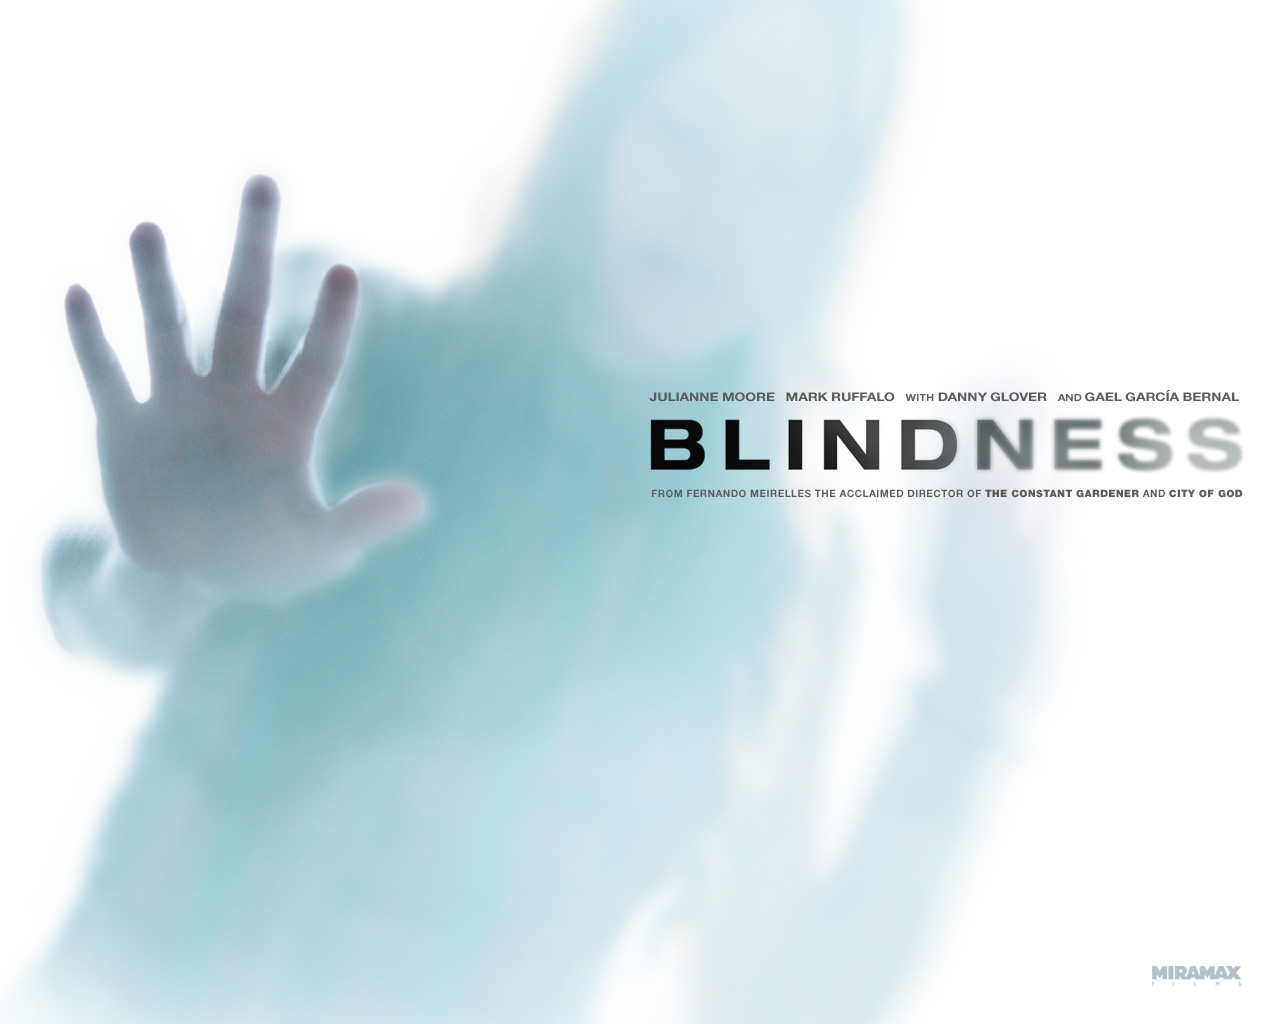 JULIANNE MOORE MARK RUFFALO WITH DANNY GLOVER AND GAEL GARCÍA BERNAL
BLINDNESS
FROM FERNANDO MEIRELLES THE ACCLAIMED DIRECTOR OF THE CONSTANT GARDENER AND CITY OF GOD
MIRAMAX
FILMS